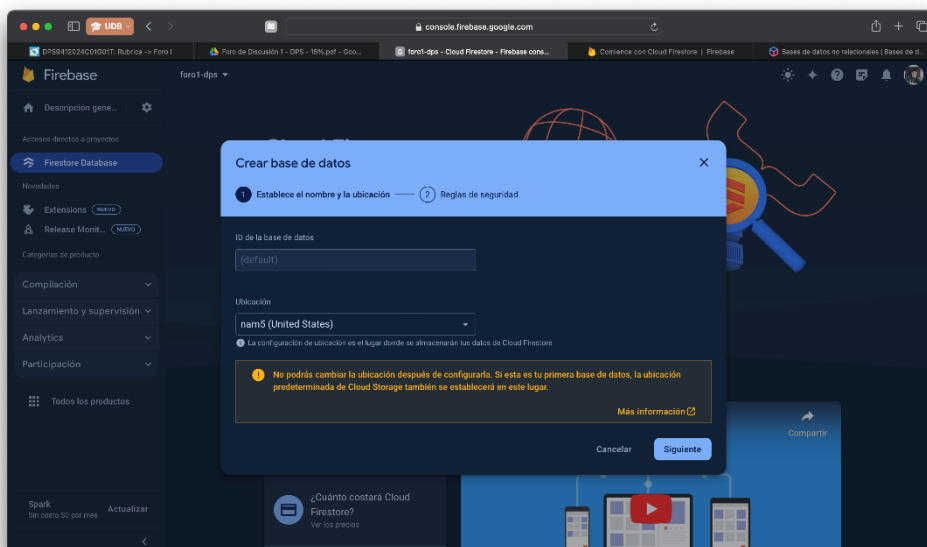 UDB
console.firebase.google.com
DPS941 2024C01G01T: Rubrica -> Foro I
Foro de Discusión 1 - DPS - 15%.pdf - Goo...
foro1-dps - Cloud Firestore - Firebase cons...
Comience con Cloud Firestore | Firebase
Bases de datos no relacionales | Bases de d...
Firebase
foro1-dps
Descripción gene...
Accesos directos a proyectos
Firestore Database
Novedades
Extensions NUEVO
Release Monit... NUEVO
Categorías de producto
Compilación
Lanzamiento y supervisión
Analytics
Participación
Todos los productos
Spark
Sin costo $0 por mes
Actualizar
Crear base de datos
1 Establece el nombre y la ubicación
2 Reglas de seguridad
ID de la base de datos
(default)
Ubicación
nam5 (United States)
La configuración de ubicación es el lugar donde se almacenarán tus datos de Cloud Firestore
No podrás cambiar la ubicación después de configurarla. Si esta es tu primera base de datos, la ubicación
predeterminada de Cloud Storage también se establecerá en este lugar.
Más información
Cancelar
Siguiente
Compartir
¿Cuánto costará Cloud
Firestore?
Ver los precios